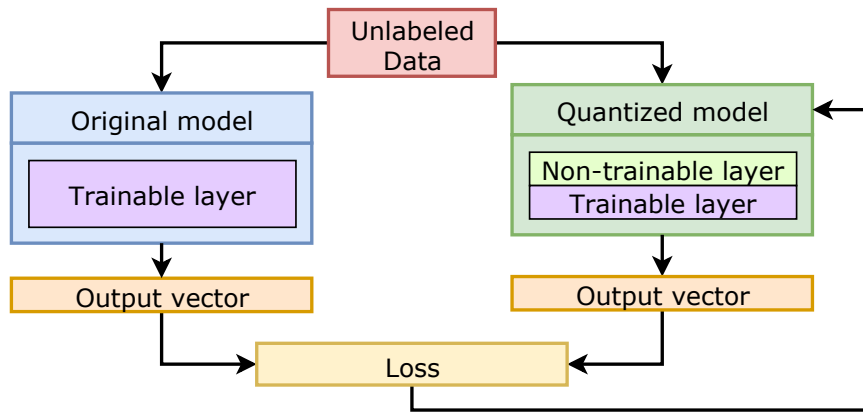 Unlabeled
Data
Original model
Trainable layer
Output vector
Quantized model
Non-trainable layer
Trainable layer
Output vector
Loss